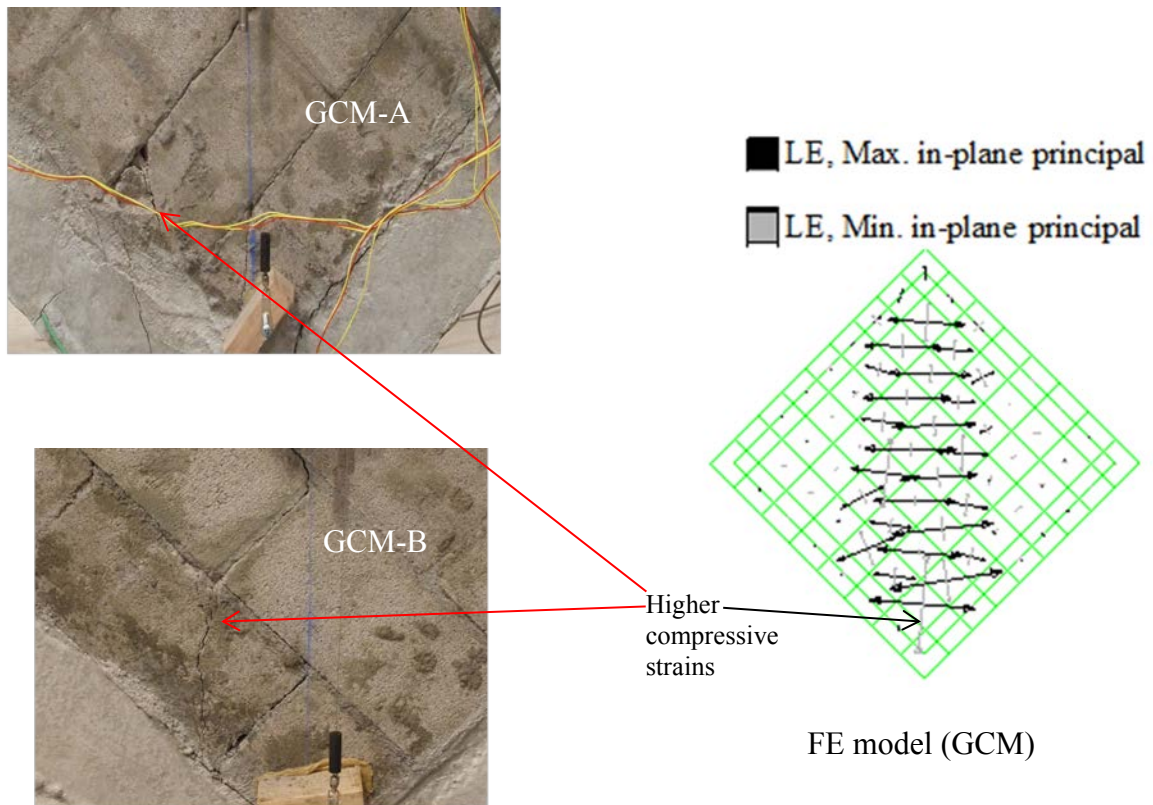 GCM-A
LE, Max. in-plane principal
LE, Min. in-plane principal
GCM-B
Higher
compressive
strains
FE model (GCM)